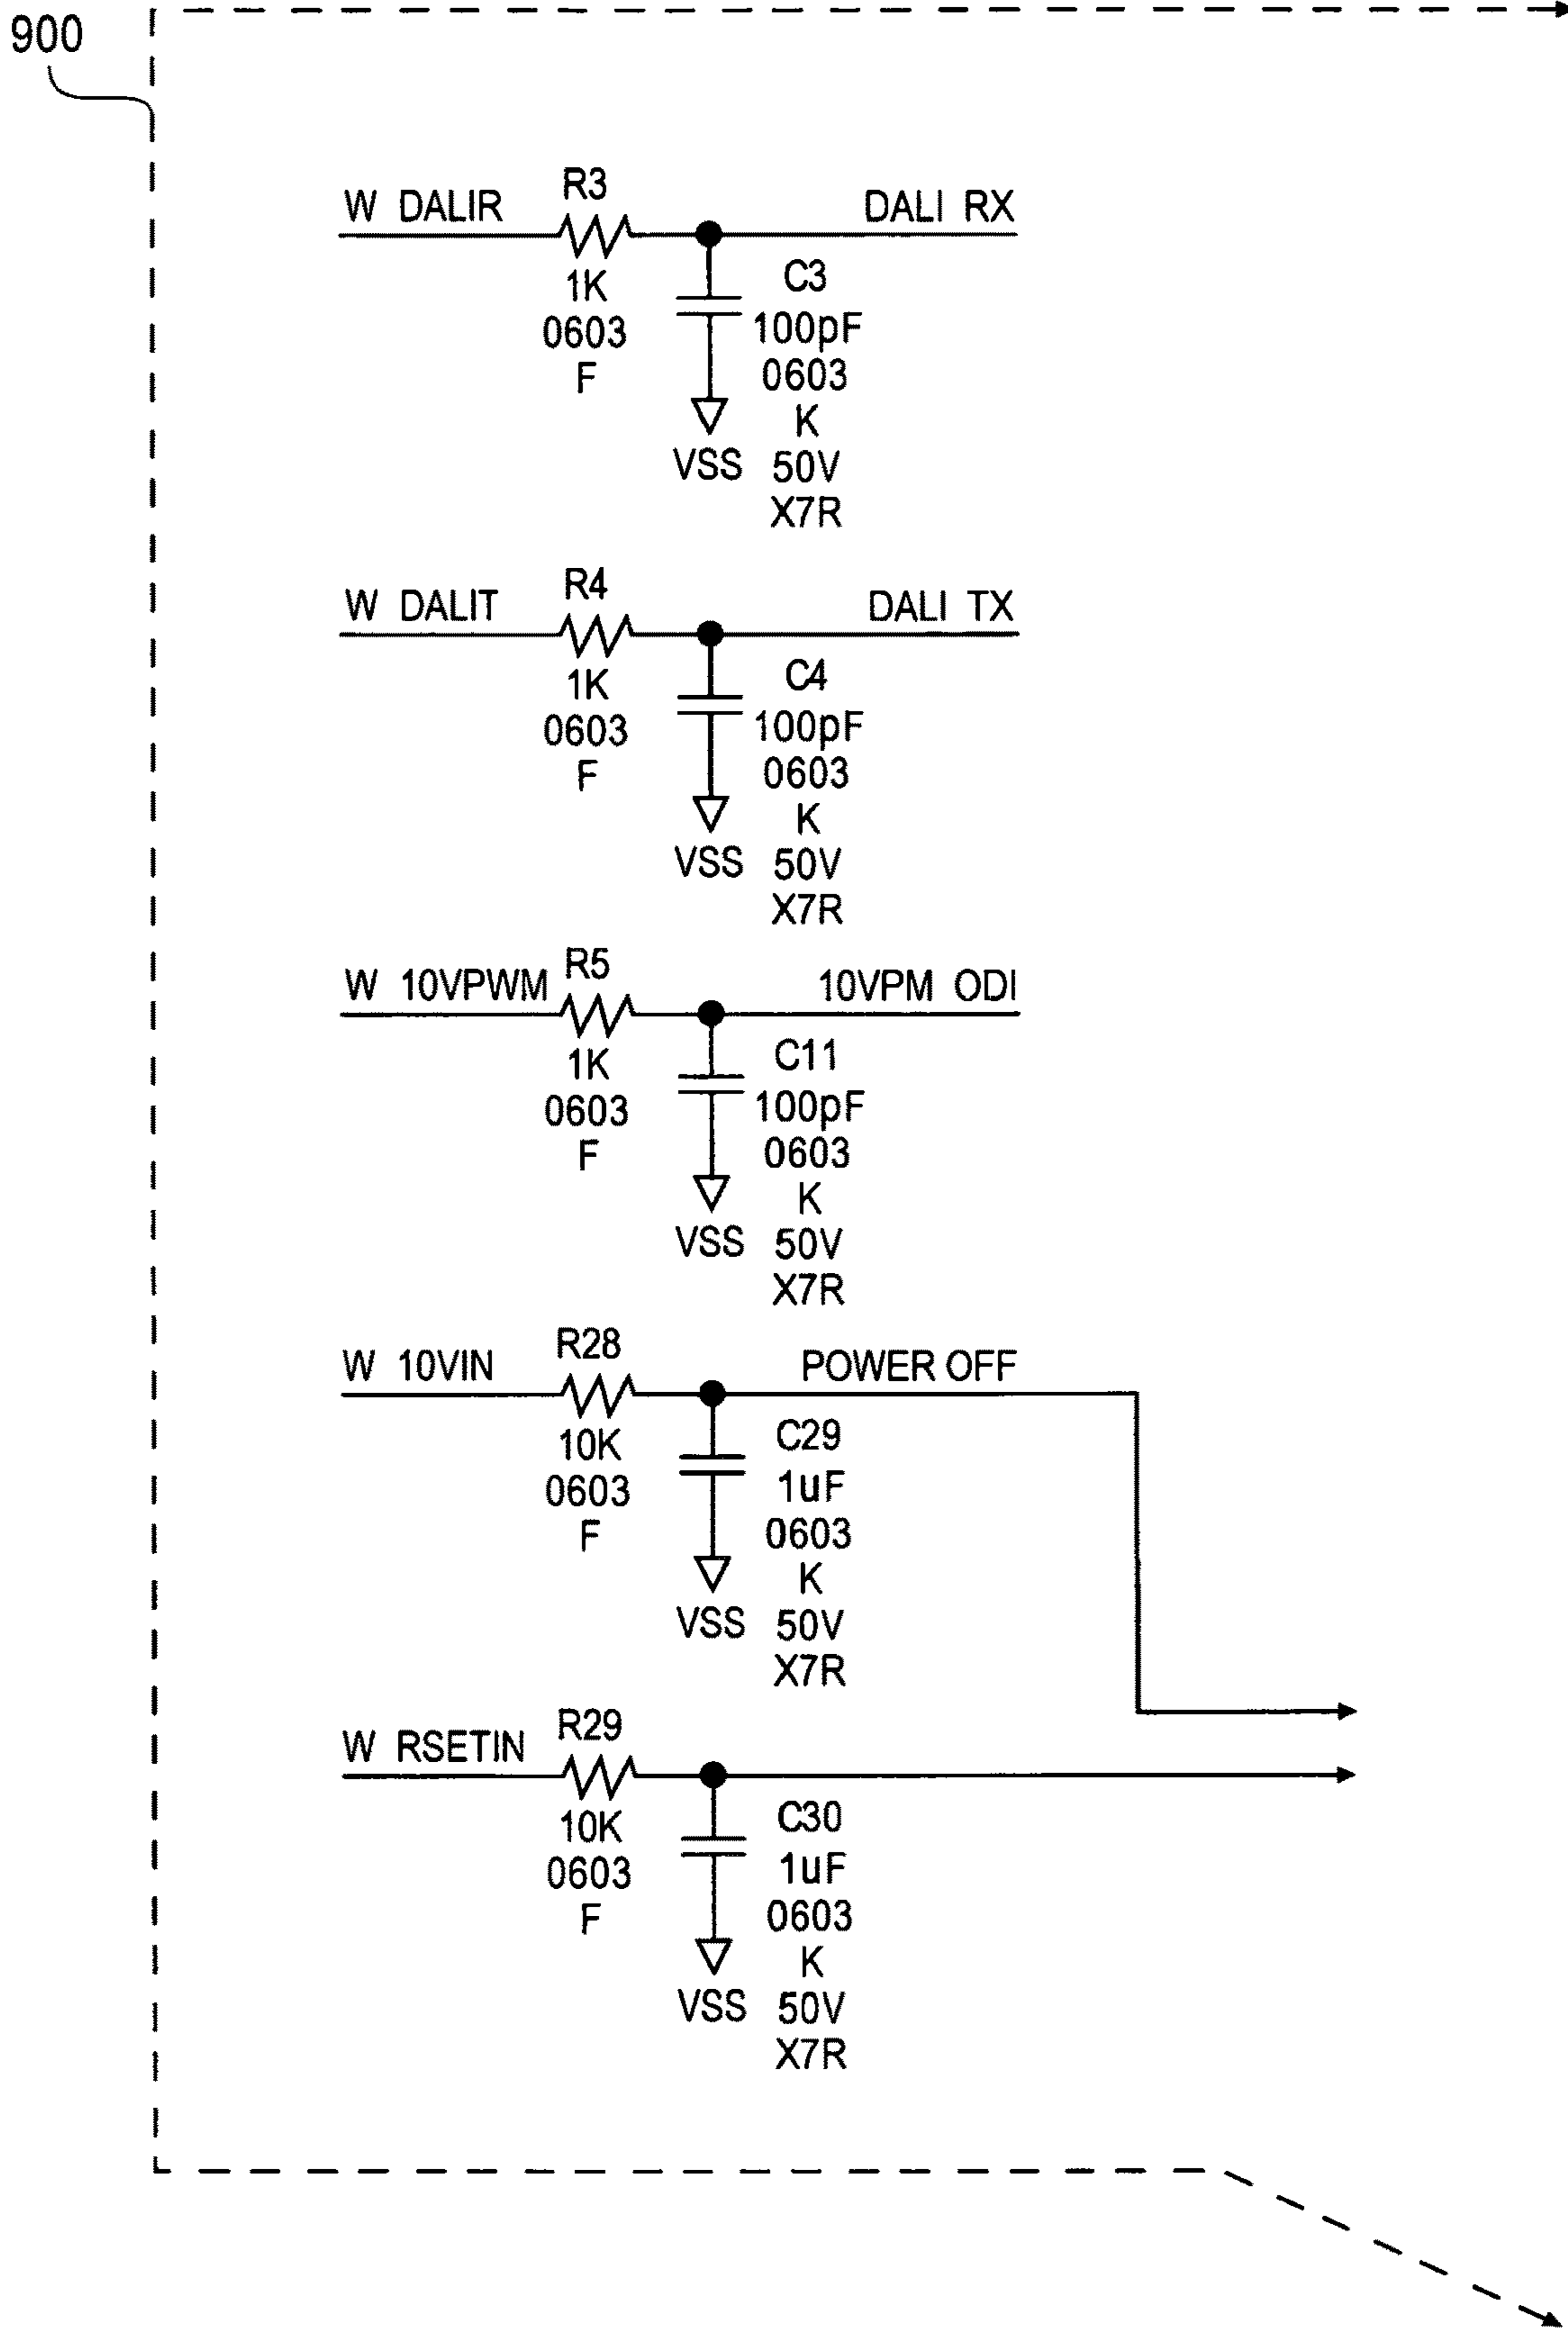 900
W DALIR
R3
1K
0603
F
DALI RX
C3
100pF
0603
K
50V
X7R
VSS
W DALIT
R4
1K
0603
F
DALI TX
C4
100pF
0603
K
50V
X7R
VSS
W 10VPWM
R5
1K
0603
F
10VPM ODI
C11
100pF
0603
K
50V
X7R
VSS
W 10VIN
R28
10K
0603
F
POWER OFF
C29
1uF
0603
K
50V
X7R
VSS
W RSETIN
R29
10K
0603
F
C30
1uF
0603
K
50V
X7R
VSS